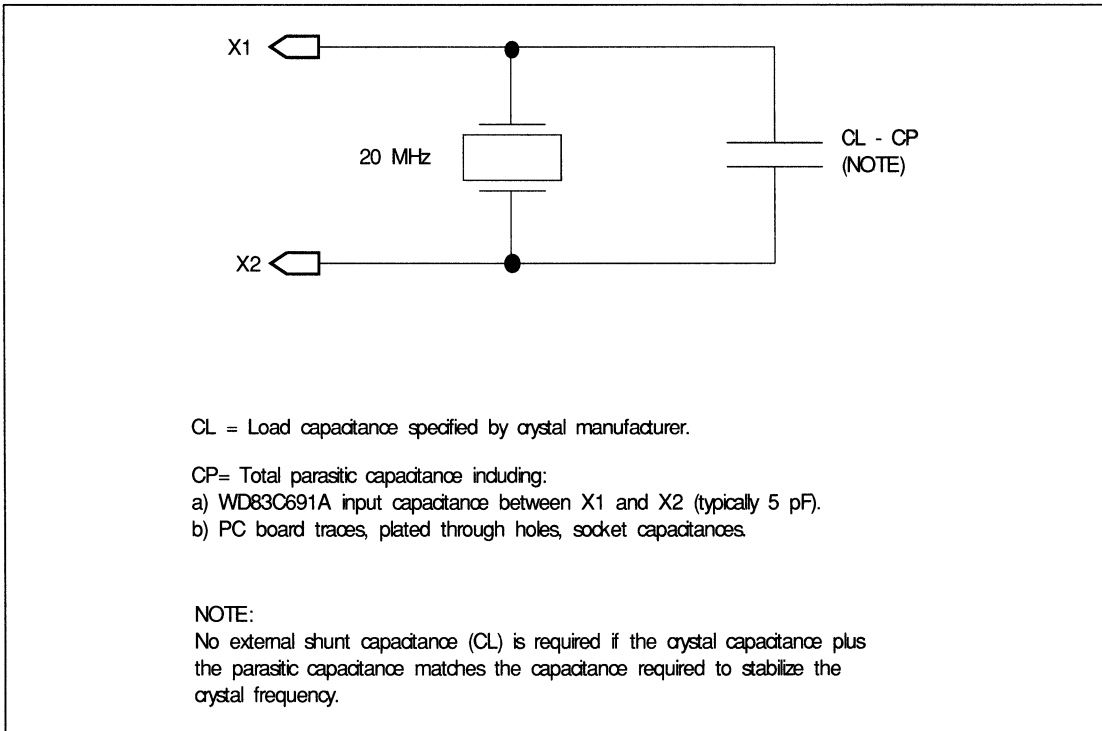 X1
20 MHz
CL - CP
(NOTE)
X2
CL = Load capacitance specified by crystal manufacturer.
CP= Total parasitic capacitance including:
a) WD83C691A input capacitance between X1 and X2 (typically 5 pF).
b) PC board traces, plated through holes, socket capacitances.
NOTE:
No external shunt capacitance (CL) is required if the crystal capacitance plus
the parasitic capacitance matches the capacitance required to stabilize the
crystal frequency.